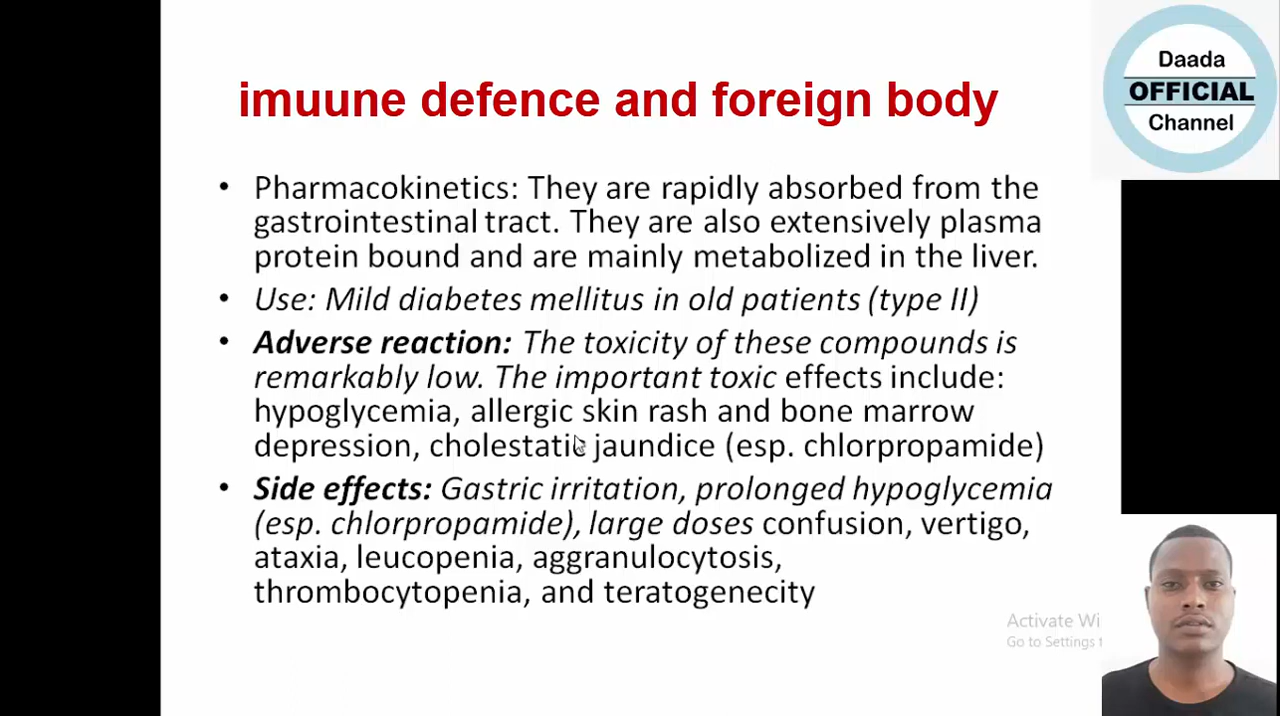 imuune defence and foreign body
Daada
OFFICIAL
Channel
• Pharmacokinetics: They are rapidly absorbed from the
gastrointestinal tract. They are also extensively plasma
protein bound and are mainly metabolized in the liver.
• Use: Mild diabetes mellitus in old patients (type II)
• Adverse reaction: The toxicity of these compounds is
remarkably low. The important toxic effects include:
hypoglycemia, allergic skin rash and bone marrow
depression, cholestatic jaundice (esp. chlorpropamide)
• Side effects: Gastric irritation, prolonged hypoglycemia
(esp. chlorpropamide), large doses confusion, vertigo,
ataxia, leucopenia, aggranulocytosis,
thrombocytopenia, and teratogenecity
Activate Wi
Go to Settings t